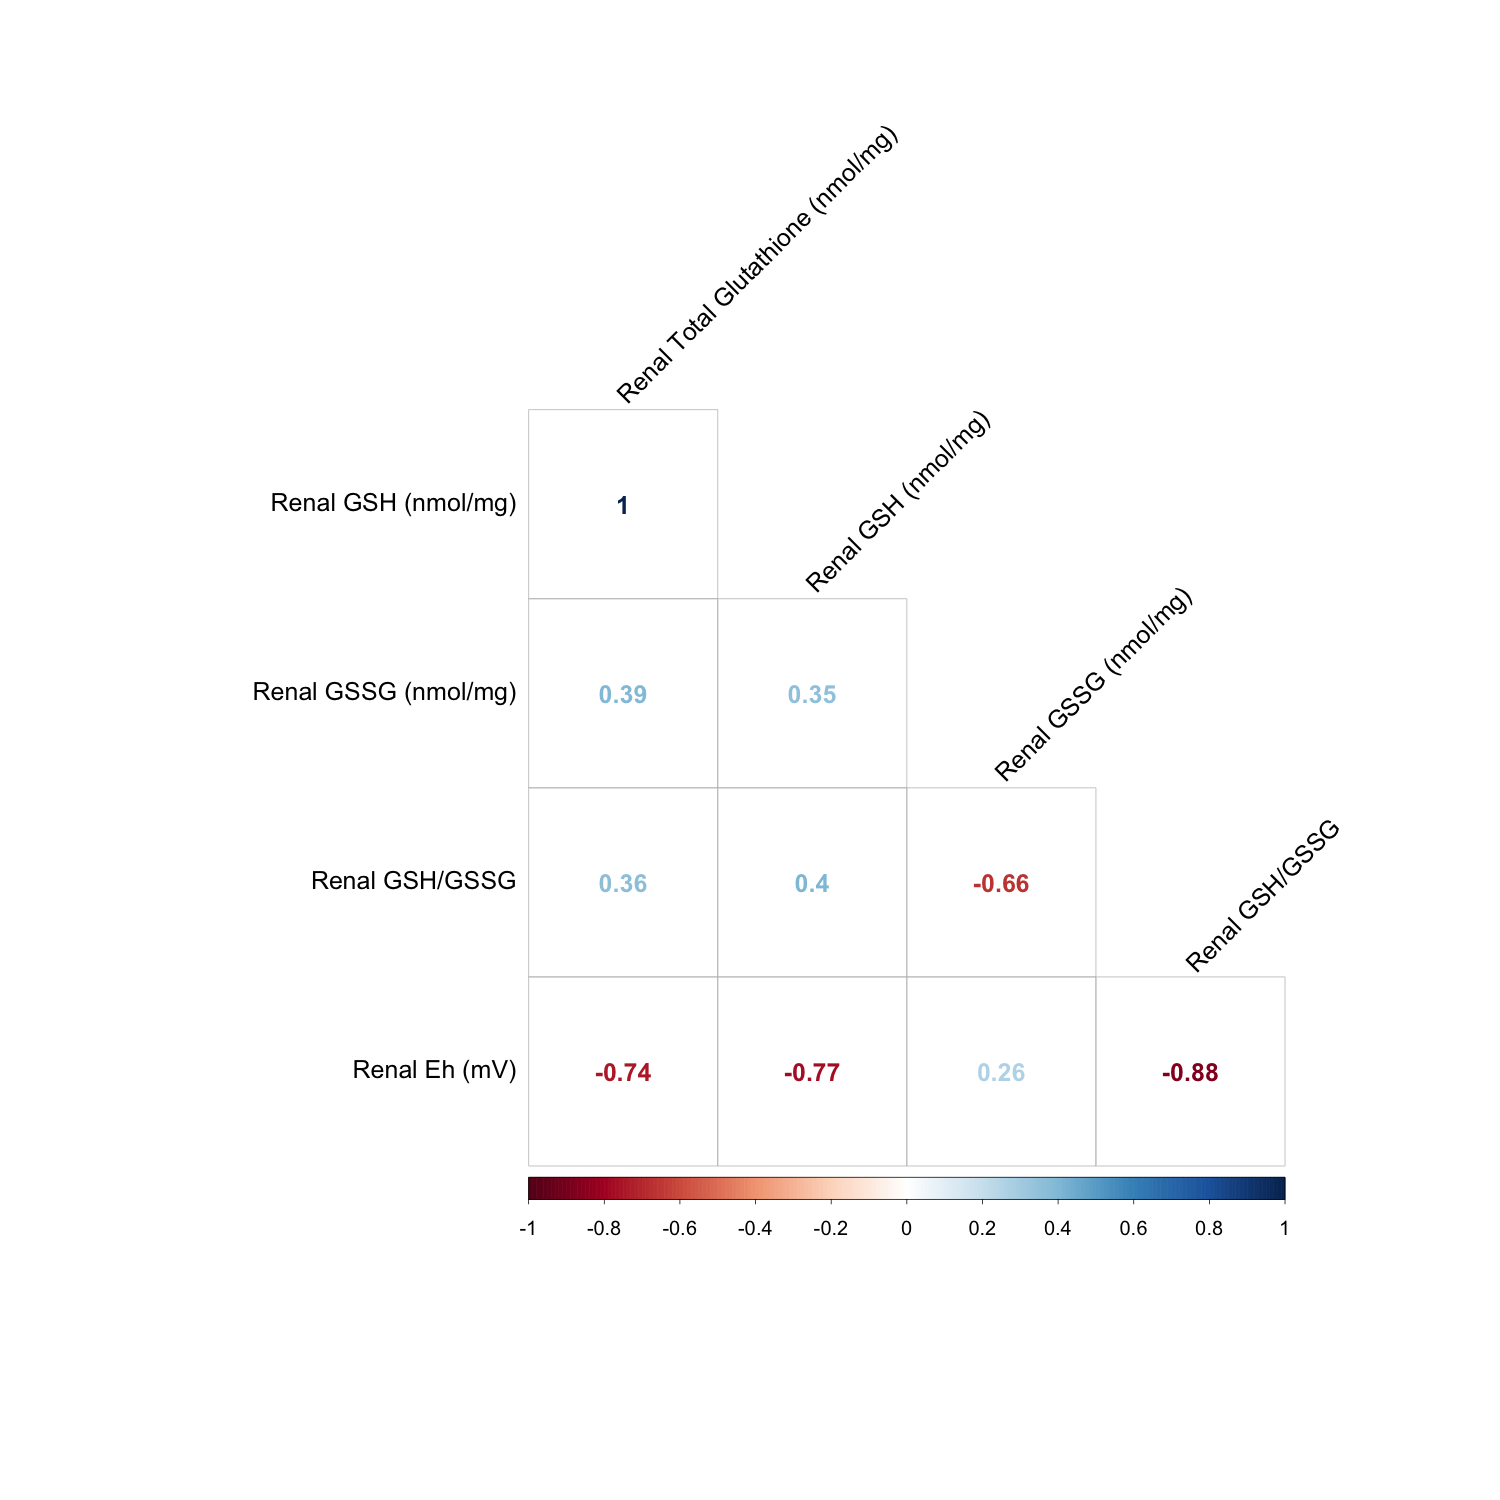 Renal Total Glutathione (nmol/mg)
Renal GSH (nmol/mg)
Renal GSH (nmol/mg) 1
Renal GSSG (nmol/mg)
Renal GSSG (nmol/mg) 0.39 0.35
Renal GSH/GSSG
Renal GSH/GSSG 0.36 0.4 -0.66
Renal Eh (mV) -0.74 -0.77 0.26 -0.88
-1 -0.8 -0.6 -0.4 -0.2 0 0.2 0.4 0.6 0.8 1